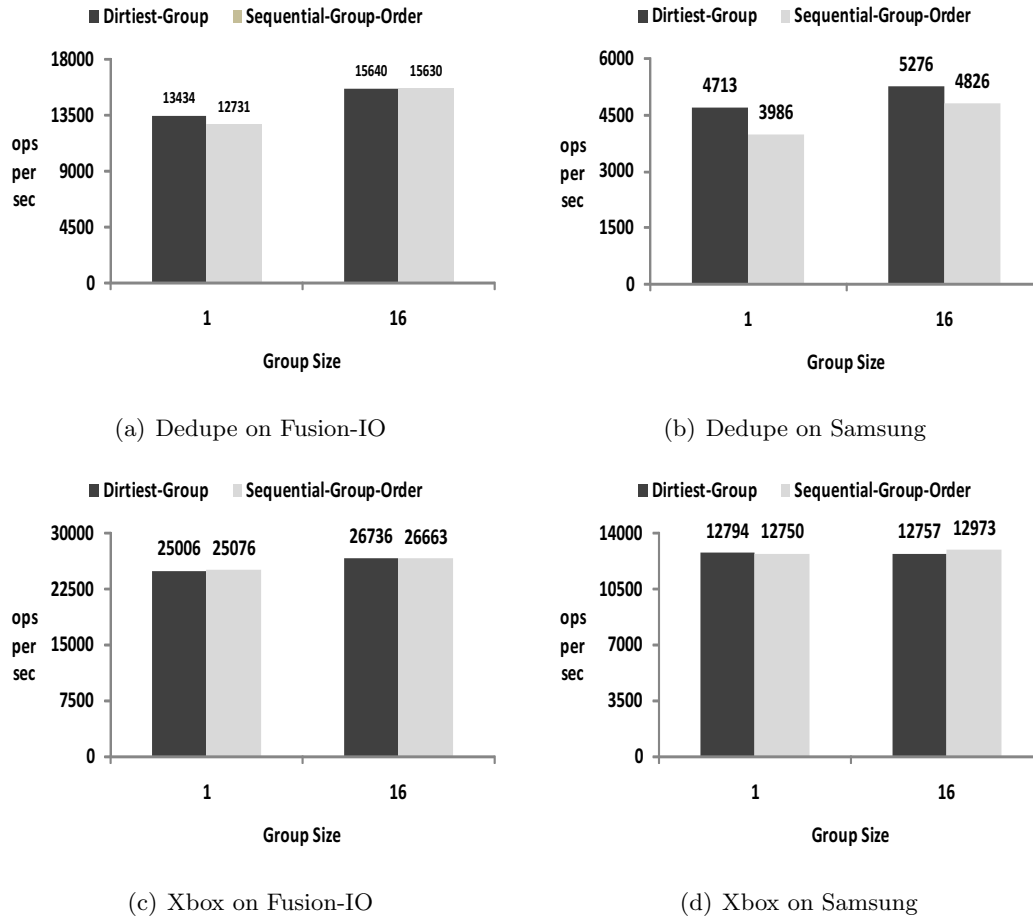 Dirtiest-Group Sequential-Group-Order
18000
13500
9000
4500
0
ops
per
sec
13434 12731
15640 15630
1 16
Group Size
(a) Dedupe on Fusion-IO
Dirtiest-Group Sequential-Group-Order
6000
4500
3000
1500
0
ops
per
sec
4713 3986
5276 4826
1 16
Group Size
(b) Dedupe on Samsung
Dirtiest-Group Sequential-Group-Order
30000
22500
15000
7500
0
ops
per
sec
25006 25076
26736 26663
1 16
Group Size
(c) Xbox on Fusion-IO
Dirtiest-Group Sequential-Group-Order
14000
10500
7000
3500
0
ops
per
sec
12794 12750
12757 12973
1 16
Group Size
(d) Xbox on Samsung